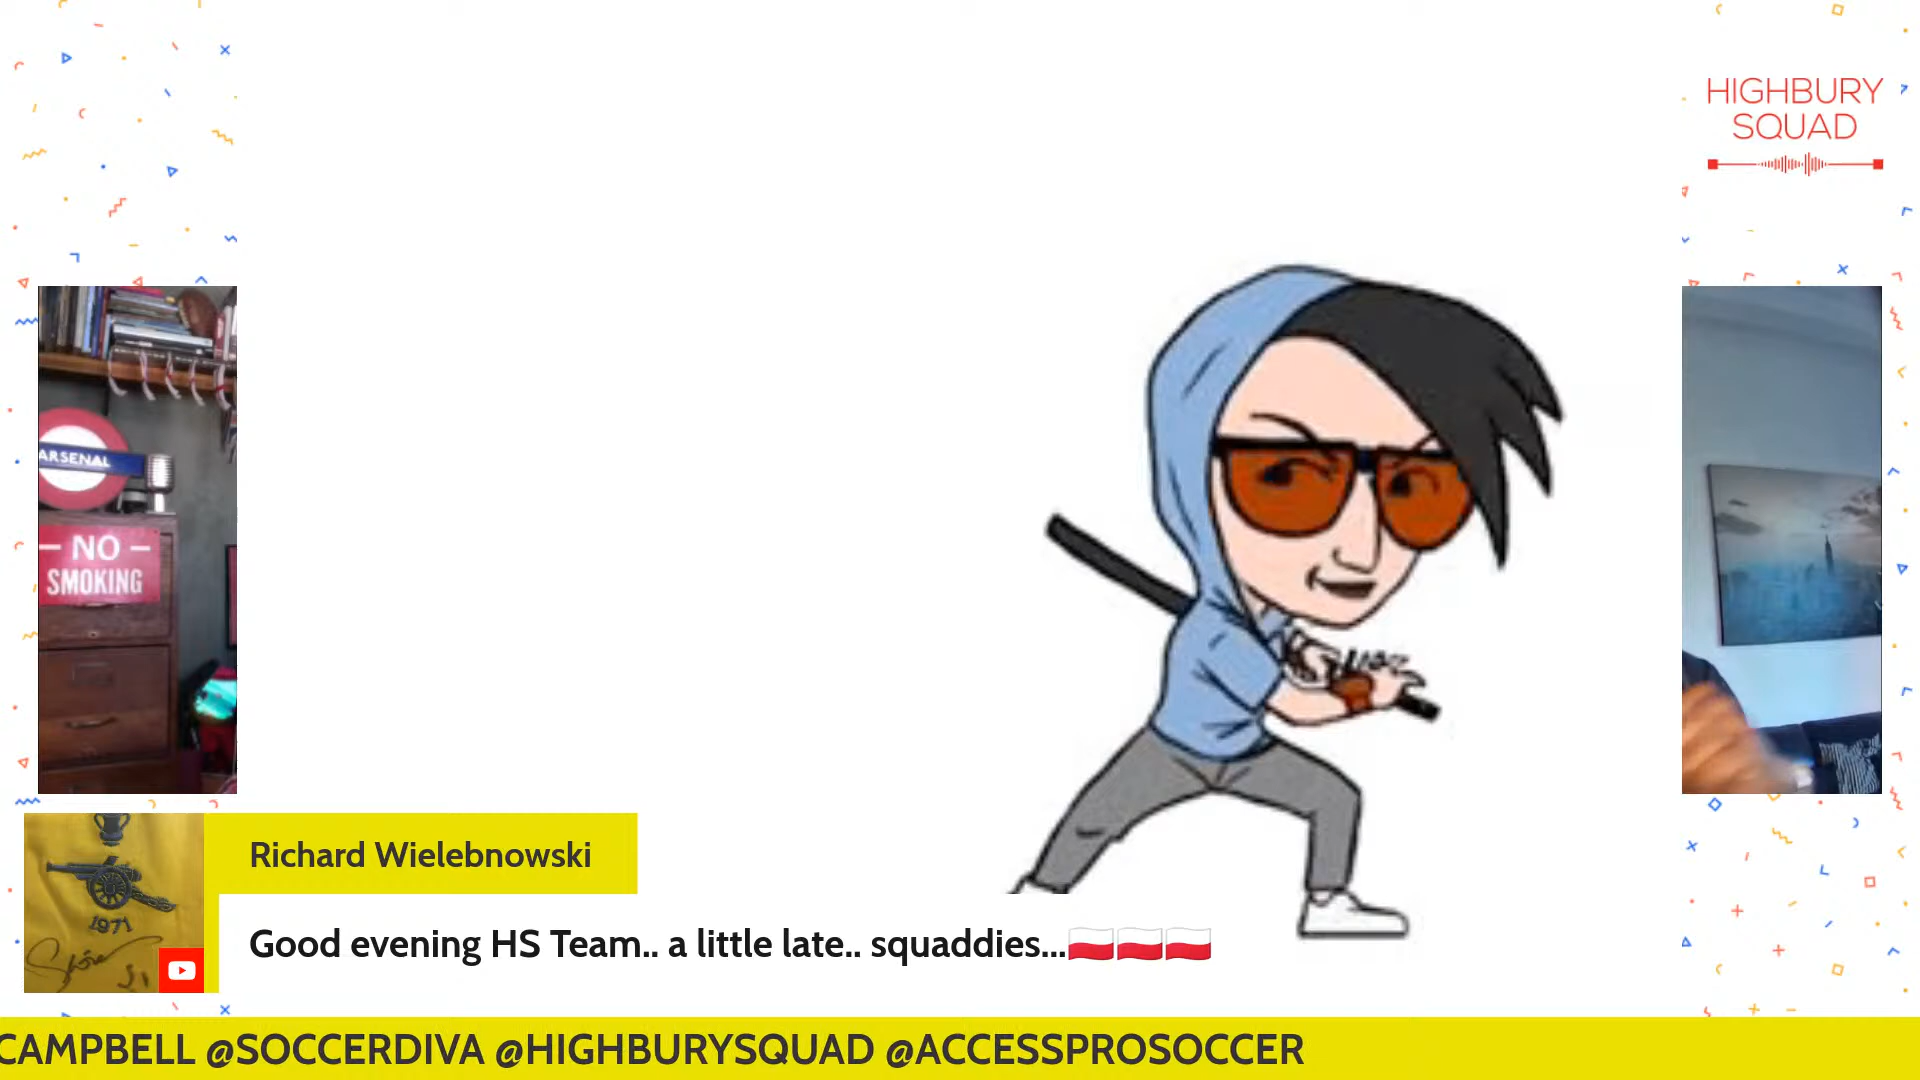 HIGHBURY
SQUAD
ARSENAL
NO
SMOKING
Richard Wielebnowski
1971
Good evening HS Team.. a little late.. squaddies...🇵🇱🇵🇱🇵🇱
CAMPBELL @SOCCERDIVA @HIGHBURYSQUAD @ACCESSPROSOCCER